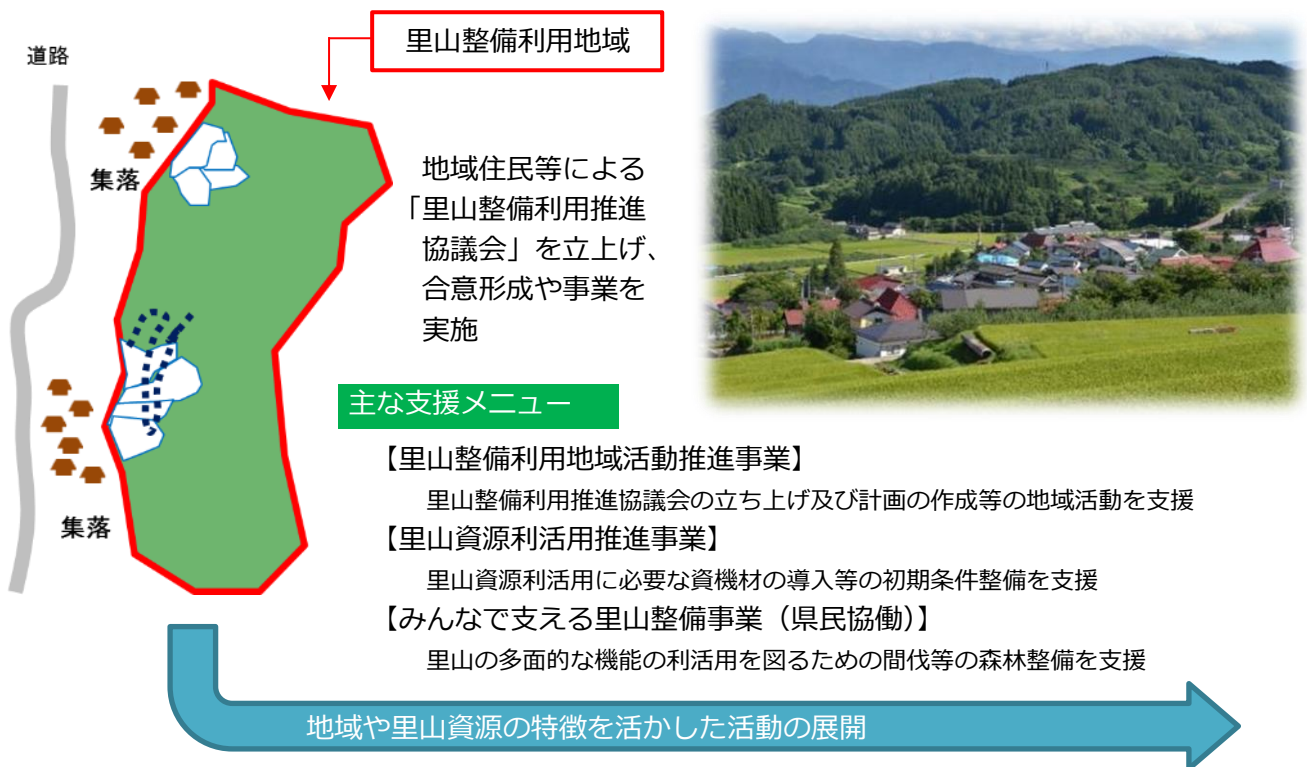 里山整備利用地域
道路
集落
地域住民等による
「里山整備利用推進
協議会」を立上げ、
合意形成や事業を
実施
集落
主な支援メニュー
【里山整備利用地域活動推進事業】
里山整備利用推進協議会の立ち上げ及び計画の作成等の地域活動を支援
【里山資源利活用推進事業】
里山資源利活用に必要な資機材の導入等の初期条件整備を支援
【みんなで支える里山整備事業（県民協働）】
里山の多面的な機能の利活用を図るための間伐等の森林整備を支援
地域や里山資源の特徴を活かした活動の展開